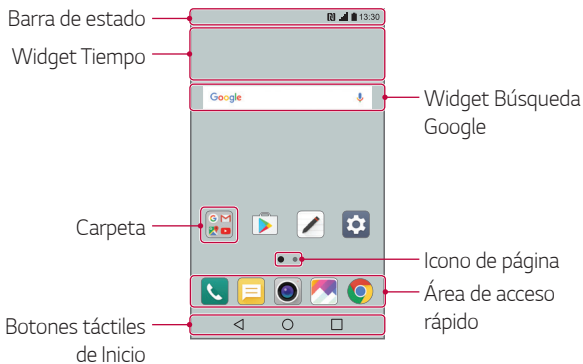 Barra de estado
13:30
Widget Tiempo
Google
Widget Búsqueda
Google
Carpeta
Icono de página
Área de acceso
rápido
Botones táctiles
de Inicio